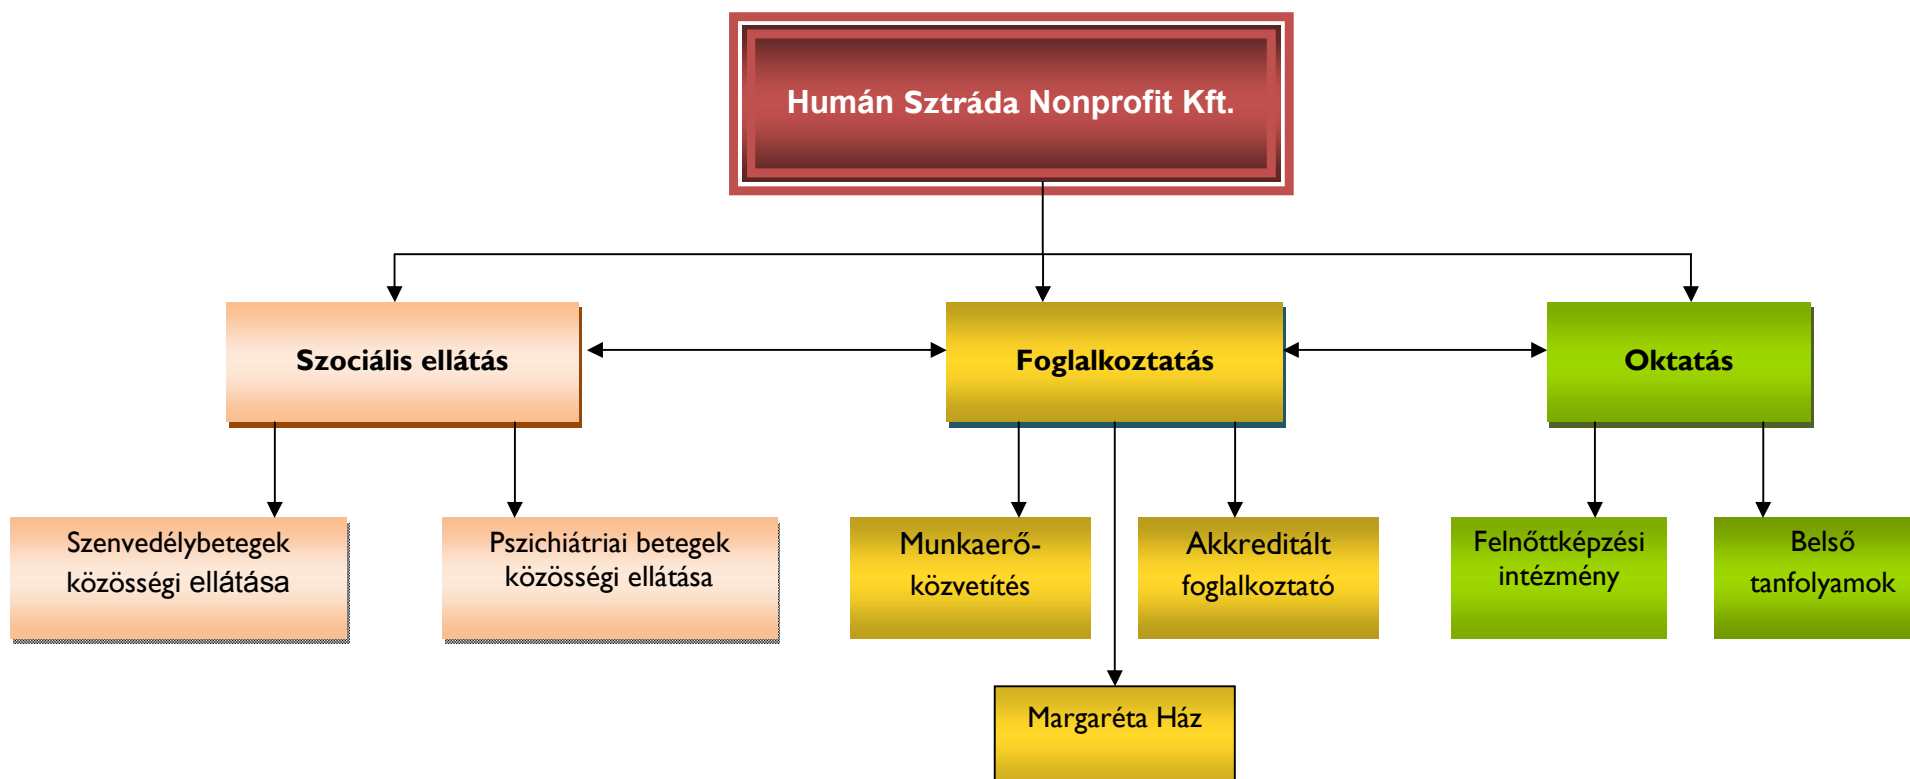 Humán Sztráda Nonprofit Kft.
Szociális ellátás
Foglalkoztatás
Oktatás
Szenvedélybetegek
közösségi ellátása
Pszichiátriai betegek
közösségi ellátása
Munkaerő-
közvetítés
Akkreditált
foglalkoztató
Felnőttképzési
intézmény
Belső
tanfolyamok
Margaréta Ház